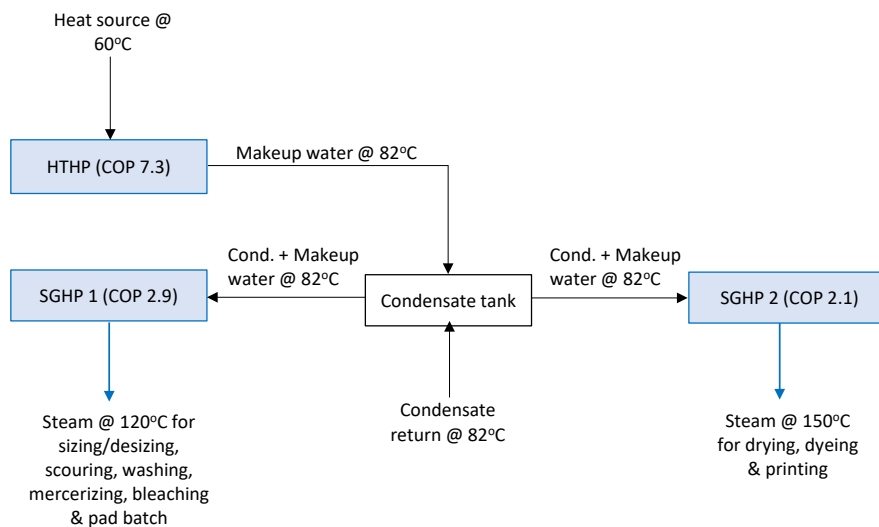 Heat source @
60°C
HTHP (COP 7.3)
Makeup water @ 82°C
Cond. + Makeup
water @ 82°C
Cond. + Makeup
water @ 82°C
SGHP 1 (COP 2.9)
Condensate tank
SGHP 2 (COP 2.1)
Steam @ 120°C for
sizing/desizing,
scouring, washing,
mercerizing, bleaching
& pad batch
Condensate
return @ 82°C
Steam @ 150°C
for drying, dyeing
& printing